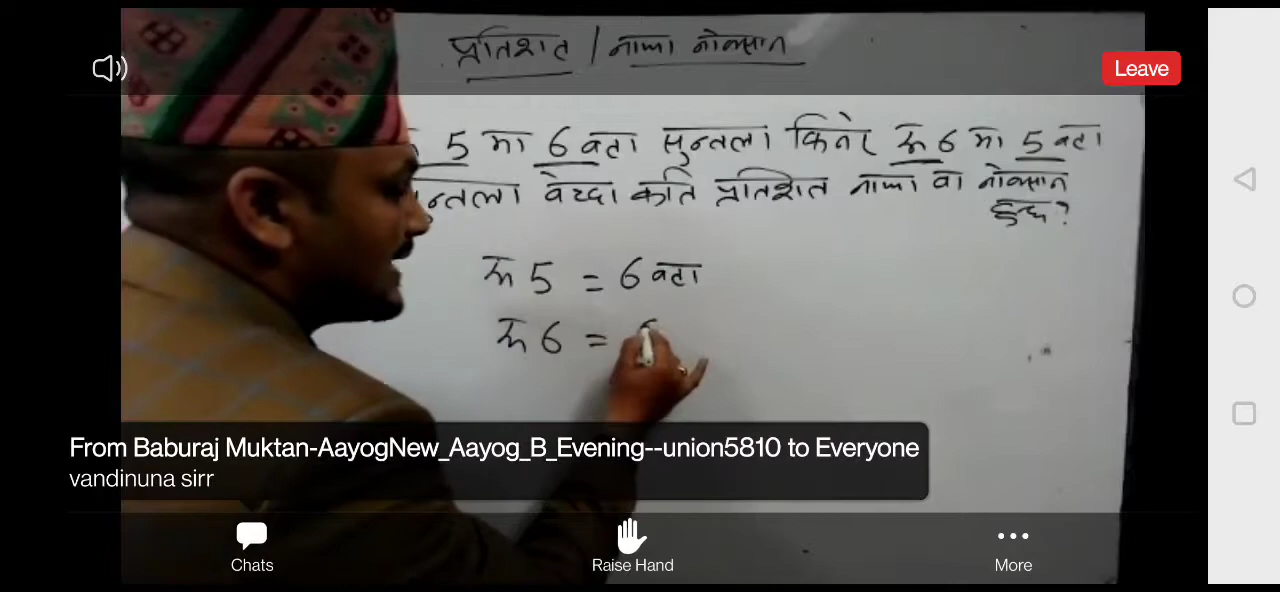 प्रतिशत / नाफा नोक्सान
Leave
5 मा 6 वटा सुन्तला किनेर रू 6 मा 5 वटा
न्तला बेच्दा कति प्रतिशत नाफा वा नोक्सान
हुन्छ?
रू 5 = 6 वटा
रू 6 =
From Baburaj Muktan-AayogNew_Aayog_B_Evening--union5810 to Everyone
vandinuna sirr
Chats
Raise Hand
More